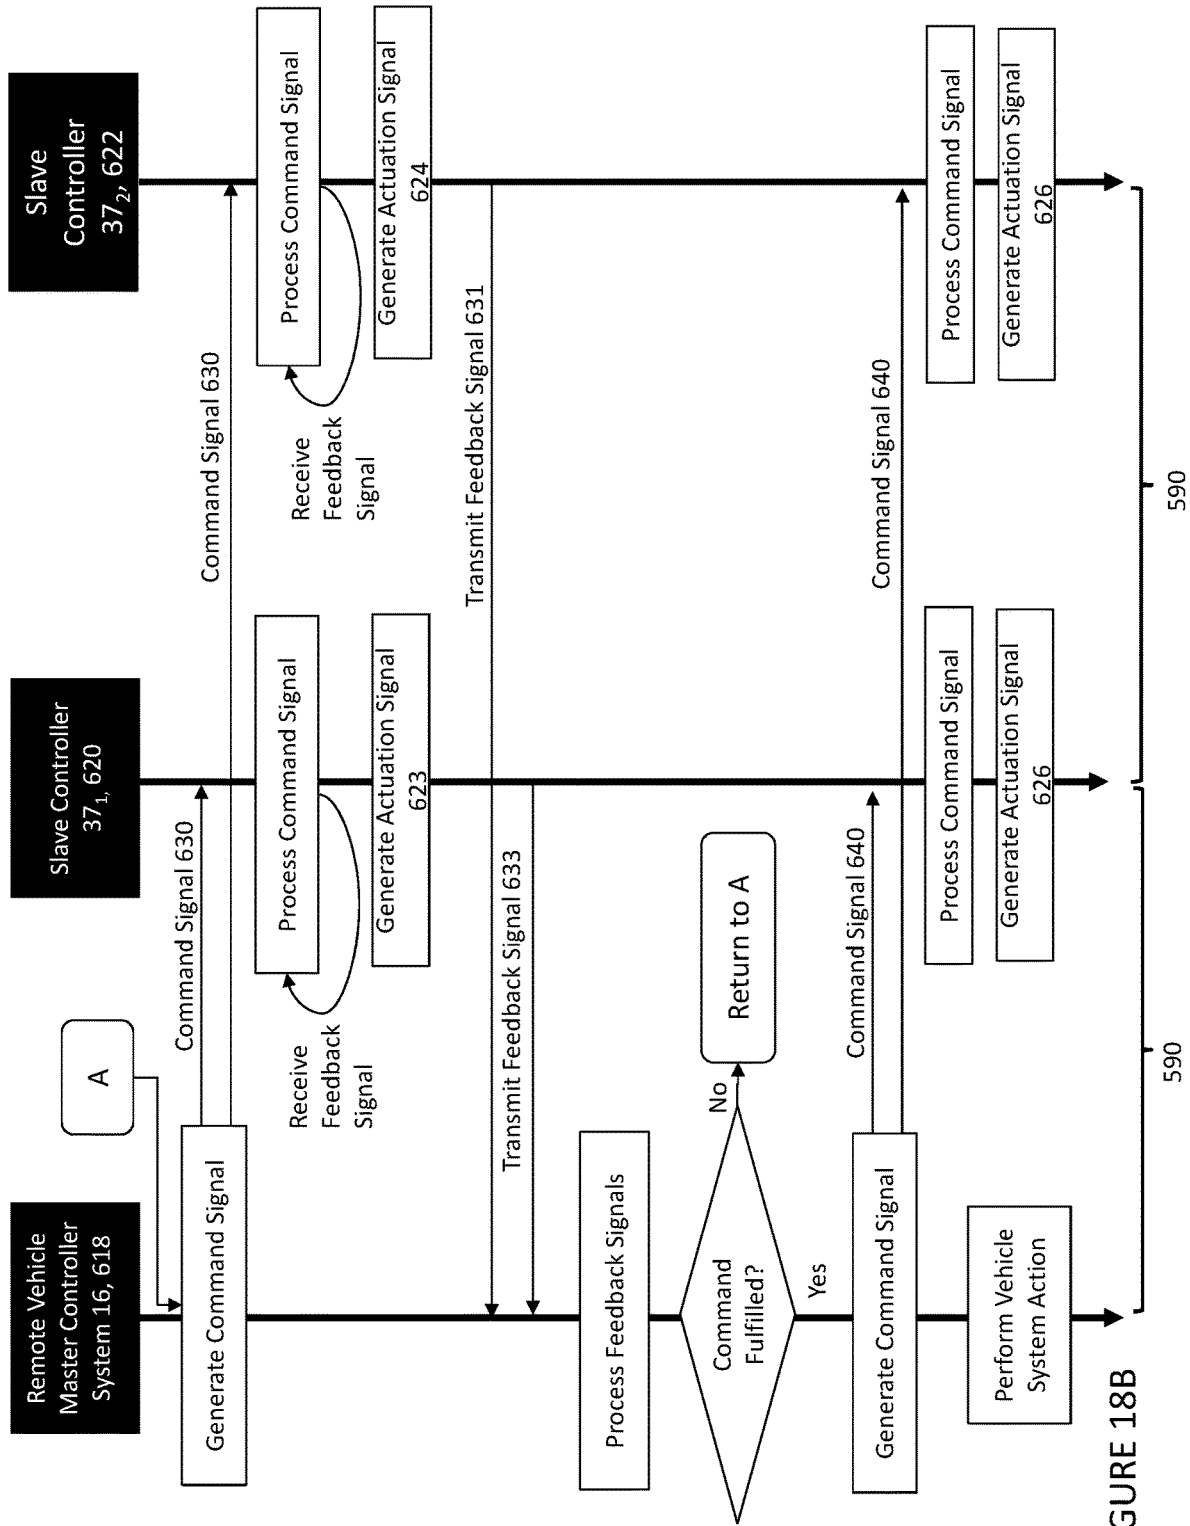 Remote Vehicle
Master Controller
System 16, 618
Slave Controller
37₁, 620
Slave
Controller
37₂, 622
A
Generate Command Signal
Command Signal 630
Command Signal 630
Process Command Signal
Process Command Signal
Receive
Feedback
Signal
Receive
Feedback
Signal
Generate Actuation Signal
623
Generate Actuation Signal
624
Transmit Feedback Signal 631
Transmit Feedback Signal 633
Process Feedback Signals
Command
Fulfilled?
No
Return to A
Yes
Generate Command Signal
Command Signal 640
Command Signal 640
Perform Vehicle
System Action
Process Command Signal
Process Command Signal
Generate Actuation Signal
626
Generate Actuation Signal
626
590
590
GURE 18B